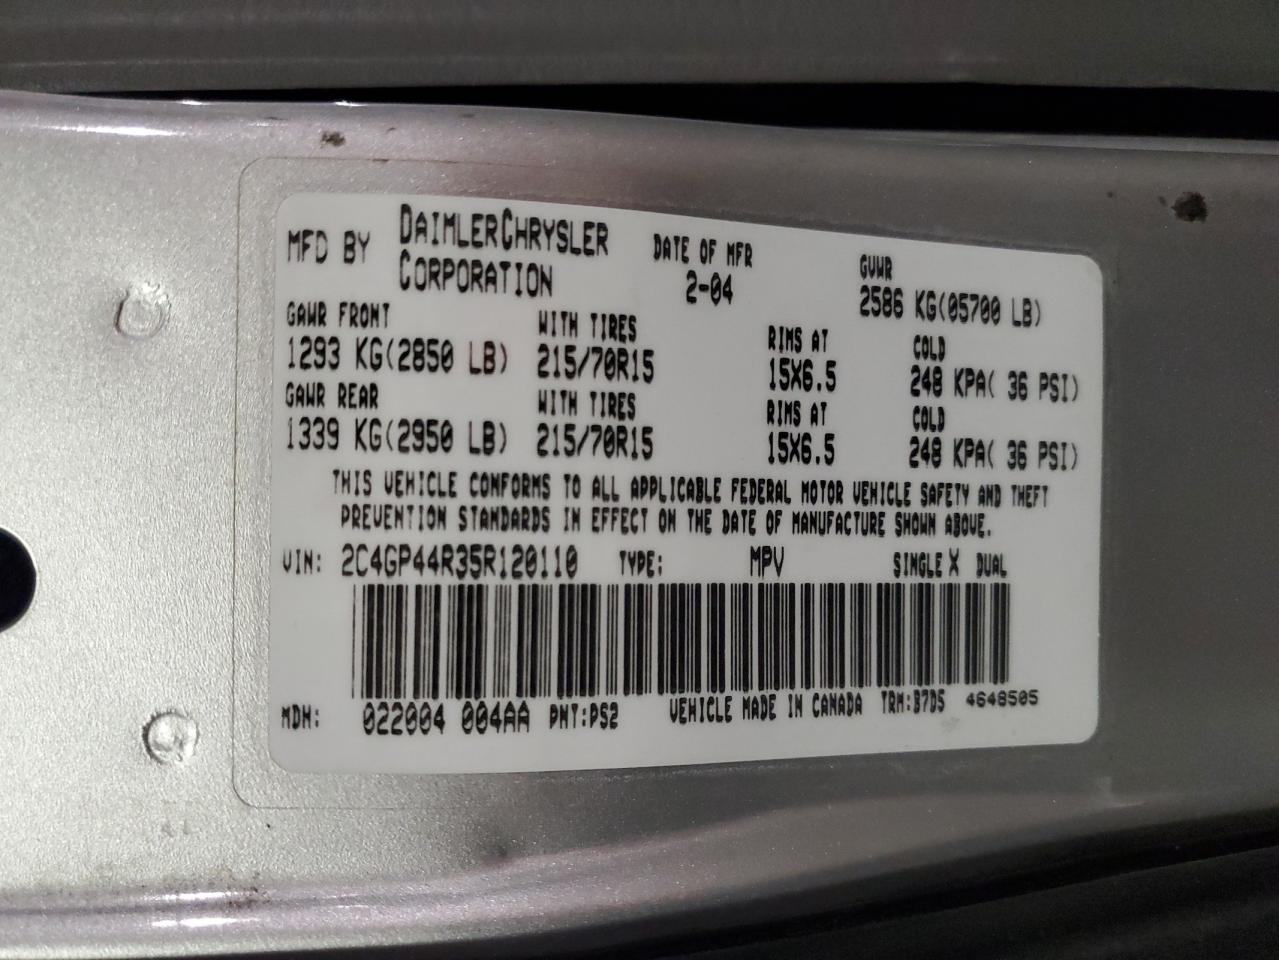 MFD BY DAIMLERCHRYSLER CORPORATION DATE OF MFR 2-04 GVWR 2586 KG(05700 LB)
GAWR FRONT WITH TIRES RIMS AT COLD
1293 KG(2850 LB) 215/70R15 15X6.5 248 KPA( 36 PSI)
GAWR REAR WITH TIRES RIMS AT COLD
1339 KG(2950 LB) 215/70R15 15X6.5 248 KPA( 36 PSI)
THIS VEHICLE CONFORMS TO ALL APPLICABLE FEDERAL MOTOR VEHICLE SAFETY AND THEFT
PREVENTION STANDARDS IN EFFECT ON THE DATE OF MANUFACTURE SHOWN ABOVE.
VIN: 2C4GP44R35R120110 TYPE: MPV SINGLE X DUAL
MDH: 022004 004AA PNT:PS2 VEHICLE MADE IN CANADA TRM:B7D5 4648505